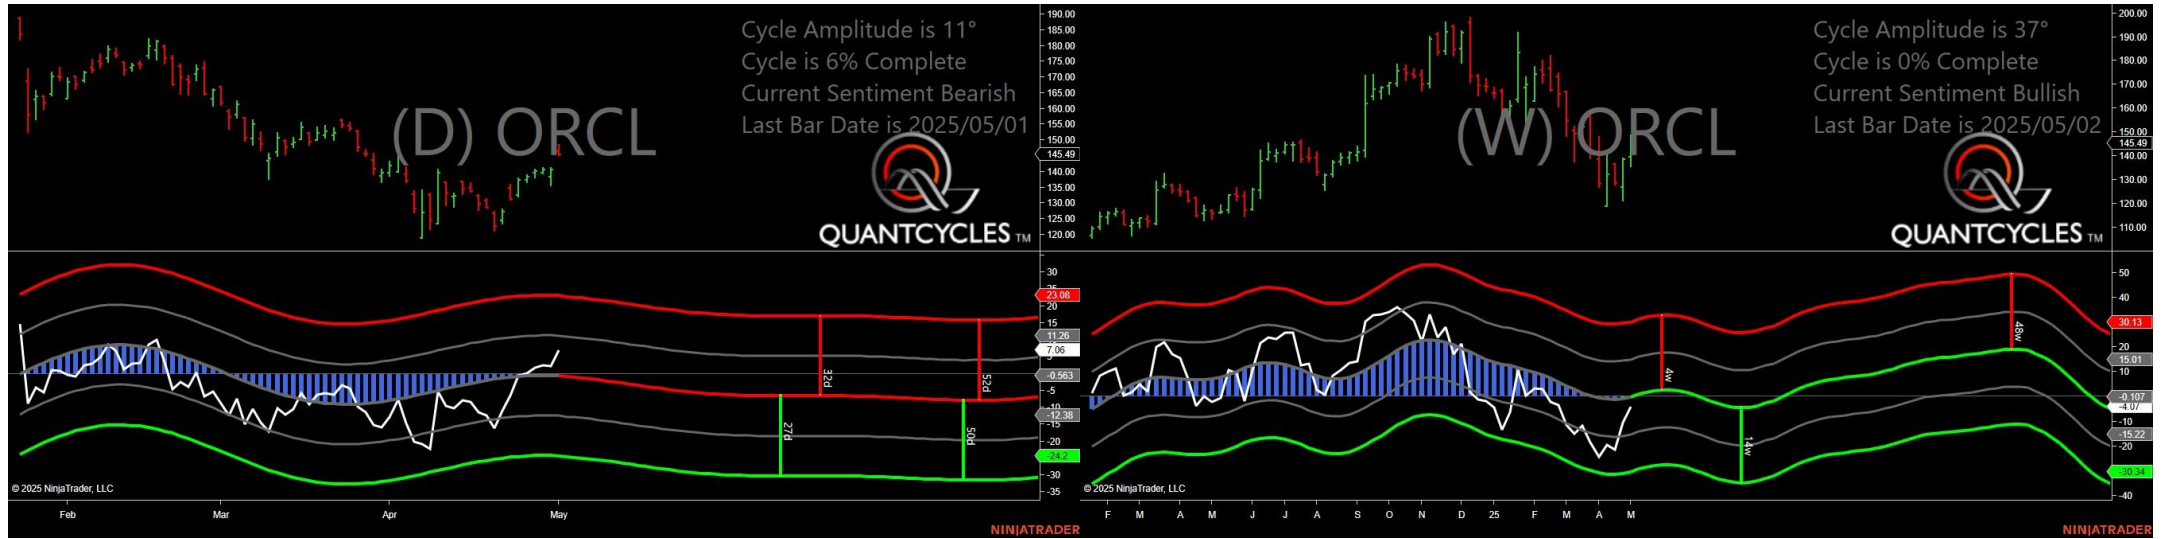 Cycle Amplitude is 11°
Cycle is 6% Complete
Current Sentiment Bearish
Last Bar Date is 2025/05/01
(D) ORCL
QUANTCYCLES TM
190.00
185.00
180.00
175.00
170.00
165.00
160.00
155.00
150.00
145.49
140.00
135.00
130.00
125.00
120.00
30
23.08
20
15
11.26
7.06
-0.563
-5
-10
-12.38
-15
-20
-24.2
-30
-35
32d
52d
27d
50d
© 2025 NinjaTrader, LLC
Feb Mar Apr May
NINJATRADER
Cycle Amplitude is 37°
Cycle is 0% Complete
Current Sentiment Bullish
Last Bar Date is 2025/05/02
(W) ORCL
QUANTCYCLES TM
200.00
190.00
180.00
170.00
160.00
150.00
145.49
140.00
130.00
120.00
110.00
50
40
30.13
20
15.01
10
-0.107
-4.07
-10
-15.22
-20
-30.34
-40
48w
4w
14w
© 2025 NinjaTrader, LLC
F M A M J J A S O N D 25 F M A M
NINJATRADER